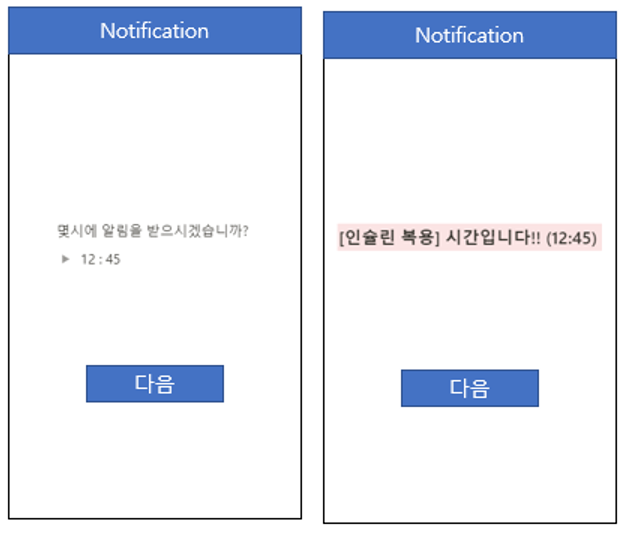 Notification
몇시에 알림을 받으시겠습니까?
▶ 12 : 45
다음
Notification
[인슐린 복용] 시간입니다!! (12:45)
다음